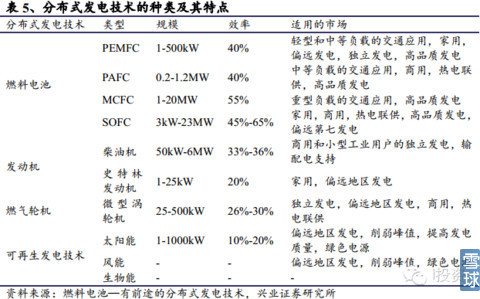 表 5、分布式发电技术的种类及其特点
分布式发电技术 类型 规模 效率 适用的市场
燃料电池 PEMFC 1-500kW 40% 轻型和中等负载的交通应用，家用，
偏远发电，独立发电，高品质发电
PAFC 0.2-1.2MW 40% 中等负载的交通应用，商用，热电联
供，高品质发电
MCFC 1-20MW 55% 重型负载的交通应用，高品质发电
SOFC 3kW-23MW 45%-65% 家用，商用，热电联供，高品质发电，
偏远第七发电
发动机 柴油机 50kW-6MW 33%-36% 商用和小型工业用户的独立发电，输
配电支持
史特林
发动机 1-25kW 20% 家用，偏远地区发电
燃气轮机 微型涡
轮机 25-500kW 26%-30% 独立发电，偏远地区发电，商用，热
电联供
可再生发电技术 太阳能 1-1000kW 10%-20% 偏远地区发电，削弱峰值，提高发电
质量，绿色电源
风能 - - 偏远地区发电，削弱峰值，绿色电
生物能 - - -
资料来源：燃料电池—有前途的分布式发电技术，兴业证券研究所
雪球